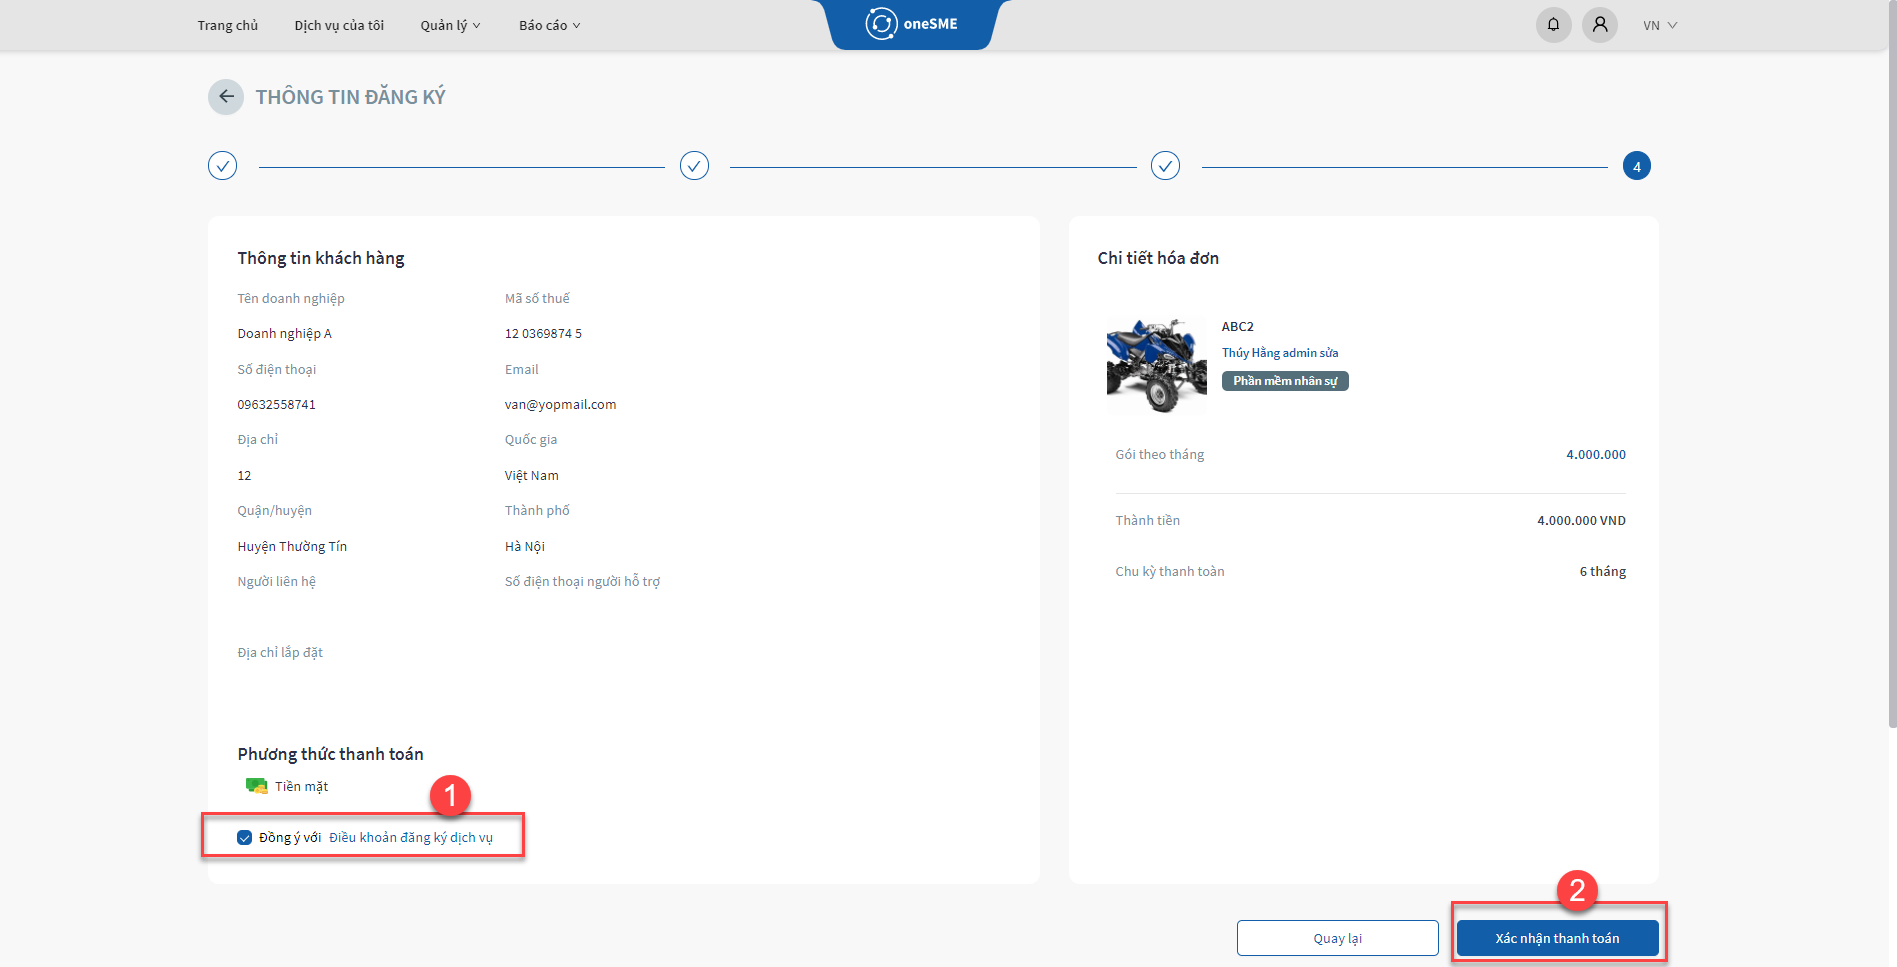 Trang chủ
Dịch vụ của tôi
Quản lý
Báo cáo
oneSME
VN
THÔNG TIN ĐĂNG KÝ
4
Thông tin khách hàng
Tên doanh nghiệp
Mã số thuế
Doanh nghiệp A
12 0369874 5
Số điện thoại
Email
09632558741
van@yopmail.com
Địa chỉ
Quốc gia
12
Việt Nam
Quận/huyện
Thành phố
Huyện Thường Tín
Hà Nội
Người liên hệ
Số điện thoại người hỗ trợ
Địa chỉ lắp đặt
Phương thức thanh toán
Tiền mặt
1
Đồng ý với Điều khoản đăng ký dịch vụ
Chi tiết hóa đơn
ABC2
Thúy Hằng admin sửa
Phần mềm nhân sự
Gói theo tháng
4.000.000
Thành tiền
4.000.000 VND
Chu kỳ thanh toàn
6 tháng
2
Quay lại
Xác nhận thanh toán